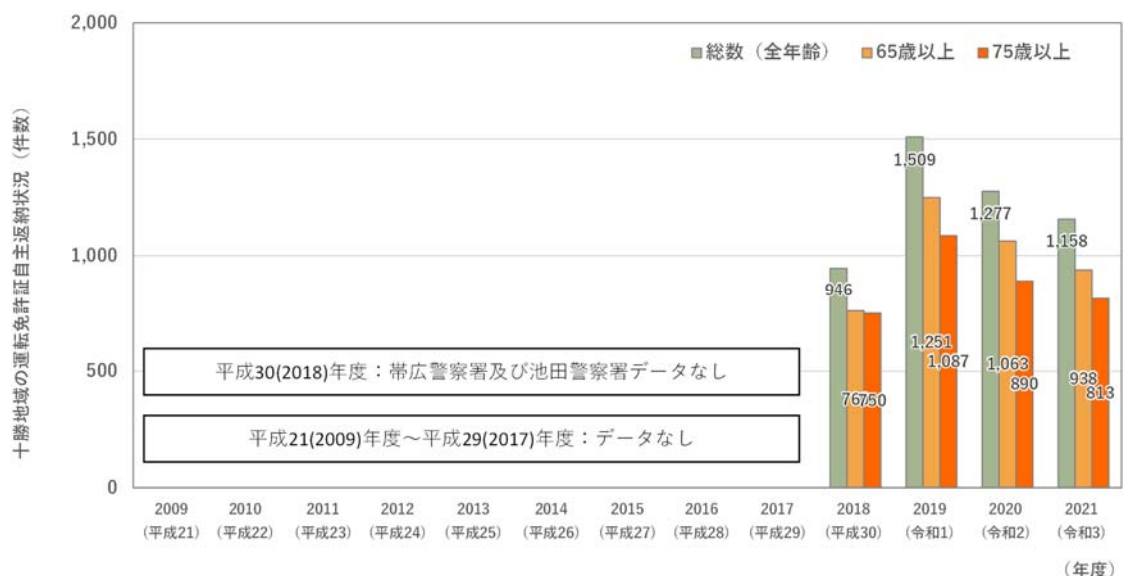 十勝地域の運転免許証自主返納状況（件数）
2,000
1,500
1,000
500
0
■総数（全年齢） ■65歳以上 ■75歳以上
946
750
1,509
1,251
1,087
1,277
1,063
890
1,158
938
813
平成30(2018)年度：帯広警察署及び池田警察署データなし
平成21(2009)年度～平成29(2017)年度：データなし
2009 2010 2011 2012 2013 2014 2015 2016 2017 2018 2019 2020 2021
(平成21) (平成22) (平成23) (平成24) (平成25) (平成26) (平成27) (平成28) (平成29) (平成30) (令和1) (令和2) (令和3)
（年度）